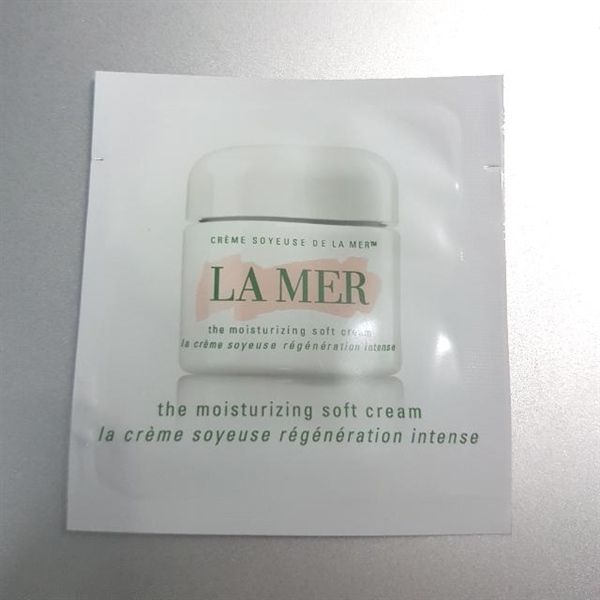 CRÈME SOYEUSE DE LA MER™
LA MER
the moisturizing soft cream
la crème soyeuse régénération intense
the moisturizing soft cream
la crème soyeuse régénération intense